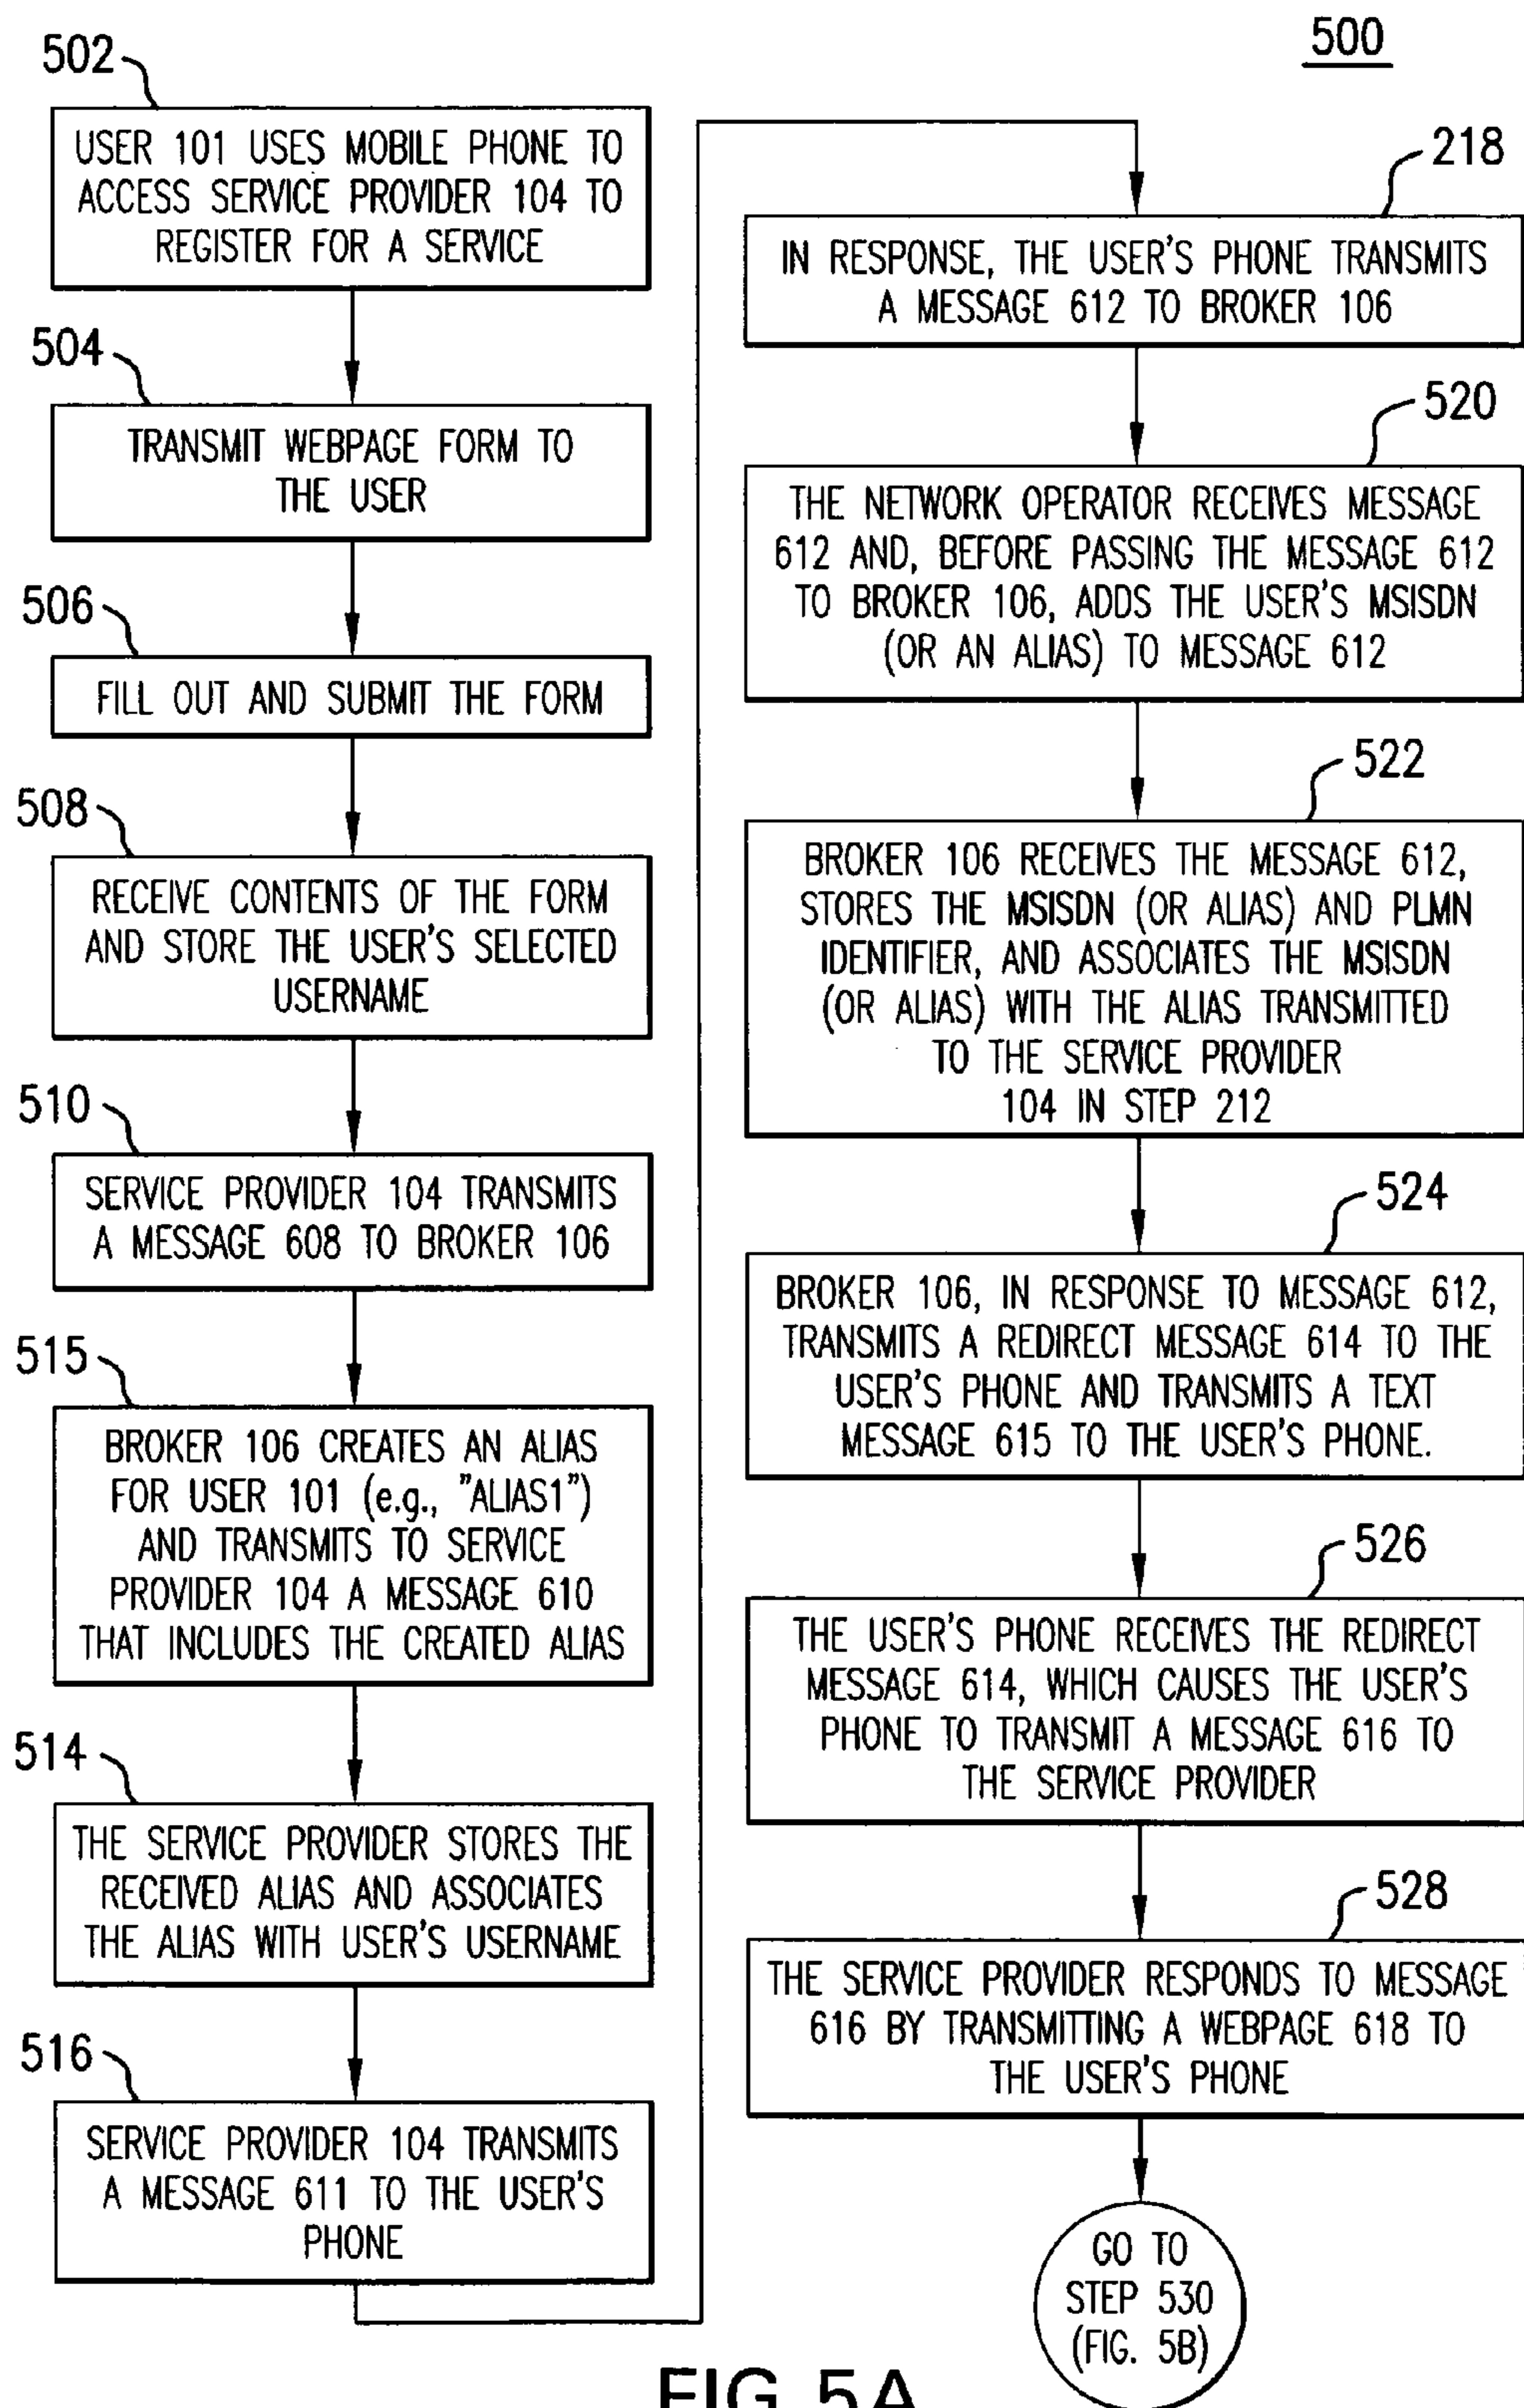 500
502
USER 101 USES MOBILE PHONE TO
ACCESS SERVICE PROVIDER 104 TO
REGISTER FOR A SERVICE
504
TRANSMIT WEBPAGE FORM TO
THE USER
506
FILL OUT AND SUBMIT THE FORM
508
RECEIVE CONTENTS OF THE FORM
AND STORE THE USER'S SELECTED
USERNAME
510
SERVICE PROVIDER 104 TRANSMITS
A MESSAGE 608 TO BROKER 106
515
BROKER 106 CREATES AN ALIAS
FOR USER 101 (e.g., "ALIAS1")
AND TRANSMITS TO SERVICE
PROVIDER 104 A MESSAGE 610
THAT INCLUDES THE CREATED ALIAS
514
THE SERVICE PROVIDER STORES THE
RECEIVED ALIAS AND ASSOCIATES
THE ALIAS WITH USER'S USERNAME
516
SERVICE PROVIDER 104 TRANSMITS
A MESSAGE 611 TO THE USER'S
PHONE
218
IN RESPONSE, THE USER'S PHONE TRANSMITS
A MESSAGE 612 TO BROKER 106
520
THE NETWORK OPERATOR RECEIVES MESSAGE
612 AND, BEFORE PASSING THE MESSAGE 612
TO BROKER 106, ADDS THE USER'S MSISDN
(OR AN ALIAS) TO MESSAGE 612
522
BROKER 106 RECEIVES THE MESSAGE 612,
STORES THE MSISDN (OR ALIAS) AND PLMN
IDENTIFIER, AND ASSOCIATES THE MSISDN
(OR ALIAS) WITH THE ALIAS TRANSMITTED
TO THE SERVICE PROVIDER
104 IN STEP 212
524
BROKER 106, IN RESPONSE TO MESSAGE 612,
TRANSMITS A REDIRECT MESSAGE 614 TO THE
USER'S PHONE AND TRANSMITS A TEXT
MESSAGE 615 TO THE USER'S PHONE.
526
THE USER'S PHONE RECEIVES THE REDIRECT
MESSAGE 614, WHICH CAUSES THE USER'S
PHONE TO TRANSMIT A MESSAGE 616 TO
THE SERVICE PROVIDER
528
THE SERVICE PROVIDER RESPONDS TO MESSAGE
616 BY TRANSMITTING A WEBPAGE 618 TO
THE USER'S PHONE
GO TO
STEP 530
(FIG. 5B)
FIG. 5A